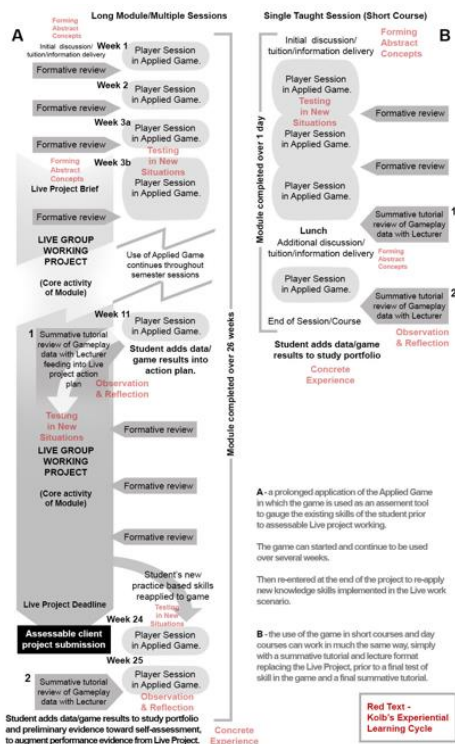 A
Long Module/Multiple Sessions
Forming
Abstract
Concepts
Initial discussion/
tuition/information delivery
Week 1
Player Session
in Applied Game.
Formative review
Week 2
Player Session
in Applied Game.
Formative review
Week 3a
Player Session
in Applied Game.
Formative review
Week 3b
Testing
in New
Situations
Player Session
in Applied Game.
Forming
Abstract
Concepts
Live Project Brief
Formative review
LIVE GROUP
WORKING
PROJECT
(Core activity
of Module)
Use of Applied Game
continues throughout
semester sessions
Week 11
Player Session
in Applied Game.
1
Summative tutorial
review of Gameplay
data with Lecturer
feeding into Live
project action
plan
Student adds data/
game results into
action plan.
Observation
& Reflection
Testing
in New
Situations
LIVE GROUP
WORKING
PROJECT
(Core activity
of Module)
Formative review
Formative review
Formative review
Student's new
practice based skills
reapplied to game
Live Project Deadline
Testing
in New
Situations
Week 24
Assessable client
project submission
Player Session
in Applied Game.
Week 25
2
Summative tutorial
review of Gameplay
data with Lecturer
Player Session
in Applied Game.
Observation
& Reflection
Student adds data/game results to study portfolio
and preliminary evidence toward self-assessment,
to augment performance evidence from Live Project.
Concrete
Experience
Module completed over 26 weeks
Single Taught Session (Short Course)
B
Initial discussion/
tuition/information delivery
Forming
Abstract
Concepts
Player Session
in Applied Game.
Testing
in New
Situations
Formative review
Player Session
in Applied Game.
Formative review
Player Session
in Applied Game.
Summative tutorial
review of Gameplay
data with Lecturer
1
Lunch
Additional discussion/
tuition/information delivery
Forming
Abstract
Concepts
Player Session
in Applied Game.
Summative tutorial
review of Gameplay
data with Lecturer
2
End of Session/Course
Observation
& Reflection
Student adds data/game
results to study portfolio
Concrete
Experience
Module completed over 1 day
A - a prolonged application of the Applied Game
in which the game is used as an assement tool
to gauge the existing skills of the student prior
to assessable Live project working.
The game can started and continue to be used
over several weeks.
Then re-entered at the end of the project to re-apply
new knowledge skills implemented in the Live work
scenario.
B - the use of the game in short courses and day
courses can work in much the same way, simply
with a summative tutorial and lecture format
replacing the Live Project, prior to a final test of
skill in the game and a final summative tutorial.
Red Text -
Kolb's Experiential
Learning Cycle